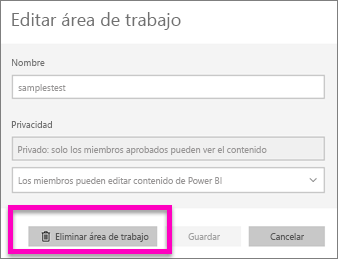 Editar área de trabajo
Nombre
samplestest
Privacidad
Privado: solo los miembros aprobados pueden ver el contenido
Los miembros pueden editar contenido de Power BI
Eliminar área de trabajo
Guardar
Cancelar